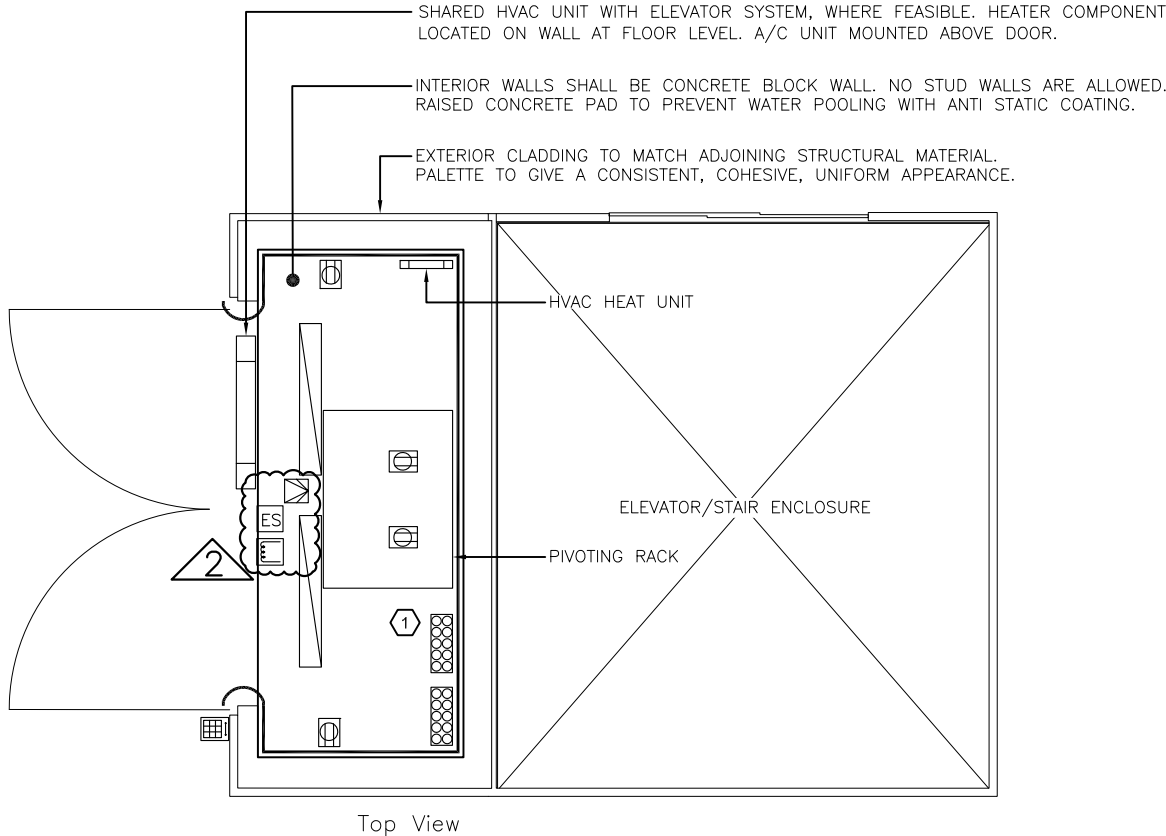 SHARED HVAC UNIT WITH ELEVATOR SYSTEM, WHERE FEASIBLE. HEATER COMPONENT
LOCATED ON WALL AT FLOOR LEVEL. A/C UNIT MOUNTED ABOVE DOOR.
INTERIOR WALLS SHALL BE CONCRETE BLOCK WALL. NO STUD WALLS ARE ALLOWED.
RAISED CONCRETE PAD TO PREVENT WATER POOLING WITH ANTI STATIC COATING.
EXTERIOR CLADDING TO MATCH ADJOINING STRUCTURAL MATERIAL.
PALETTE TO GIVE A CONSISTENT, COHESIVE, UNIFORM APPEARANCE.
HVAC HEAT UNIT
ELEVATOR/STAIR ENCLOSURE
ES
PIVOTING RACK
2
1
Top View